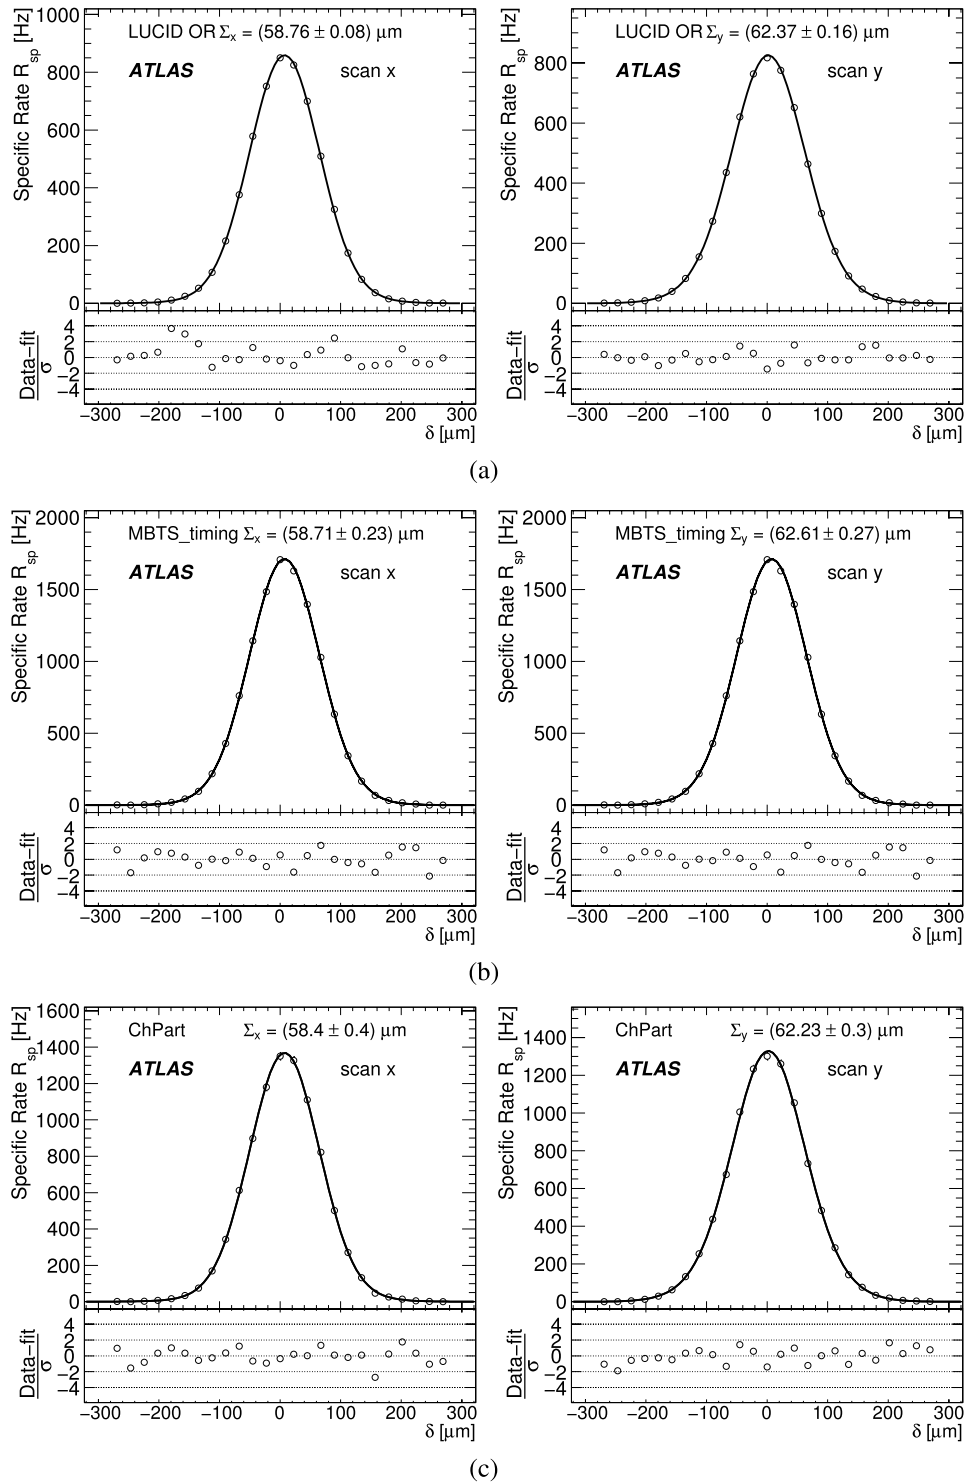 LUCID OR Σx = (58.76 ± 0.08) µm
ATLAS scan x
Specific Rate Rsp [Hz]
1000
800
600
400
200
0
Data−fit
σ
4
2
0
−2
−4
−300 −200 −100 0 100 200 300
δ [µm]
LUCID OR Σy = (62.37 ± 0.16) µm
ATLAS scan y
Specific Rate Rsp [Hz]
800
600
400
200
0
Data−fit
σ
4
2
0
−2
−4
−300 −200 −100 0 100 200 300
δ [µm]
(a)
MBTS_timing Σx = (58.71 ± 0.23) µm
ATLAS scan x
Specific Rate Rsp [Hz]
2000
1500
1000
500
0
Data−fit
σ
4
2
0
−2
−4
−300 −200 −100 0 100 200 300
δ [µm]
MBTS_timing Σy = (62.61 ± 0.27) µm
ATLAS scan y
Specific Rate Rsp [Hz]
2000
1500
1000
500
0
Data−fit
σ
4
2
0
−2
−4
−300 −200 −100 0 100 200 300
δ [µm]
(b)
ChPart Σx = (58.4 ± 0.4) µm
ATLAS scan x
Specific Rate Rsp [Hz]
1600
1400
1200
1000
800
600
400
200
0
Data−fit
σ
4
2
0
−2
−4
−300 −200 −100 0 100 200 300
δ [µm]
ChPart Σy = (62.23 ± 0.3) µm
ATLAS scan y
Specific Rate Rsp [Hz]
1400
1200
1000
800
600
400
200
0
Data−fit
σ
4
2
0
−2
−4
−300 −200 −100 0 100 200 300
δ [µm]
(c)